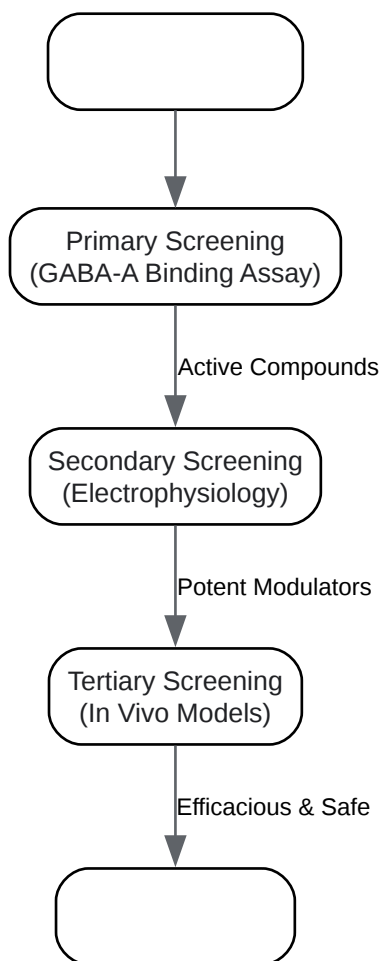 Primary Screening
(GABA-A Binding Assay)
Active Compounds
Secondary Screening
(Electrophysiology)
Potent Modulators
Tertiary Screening
(In Vivo Models)
Efficacious & Safe